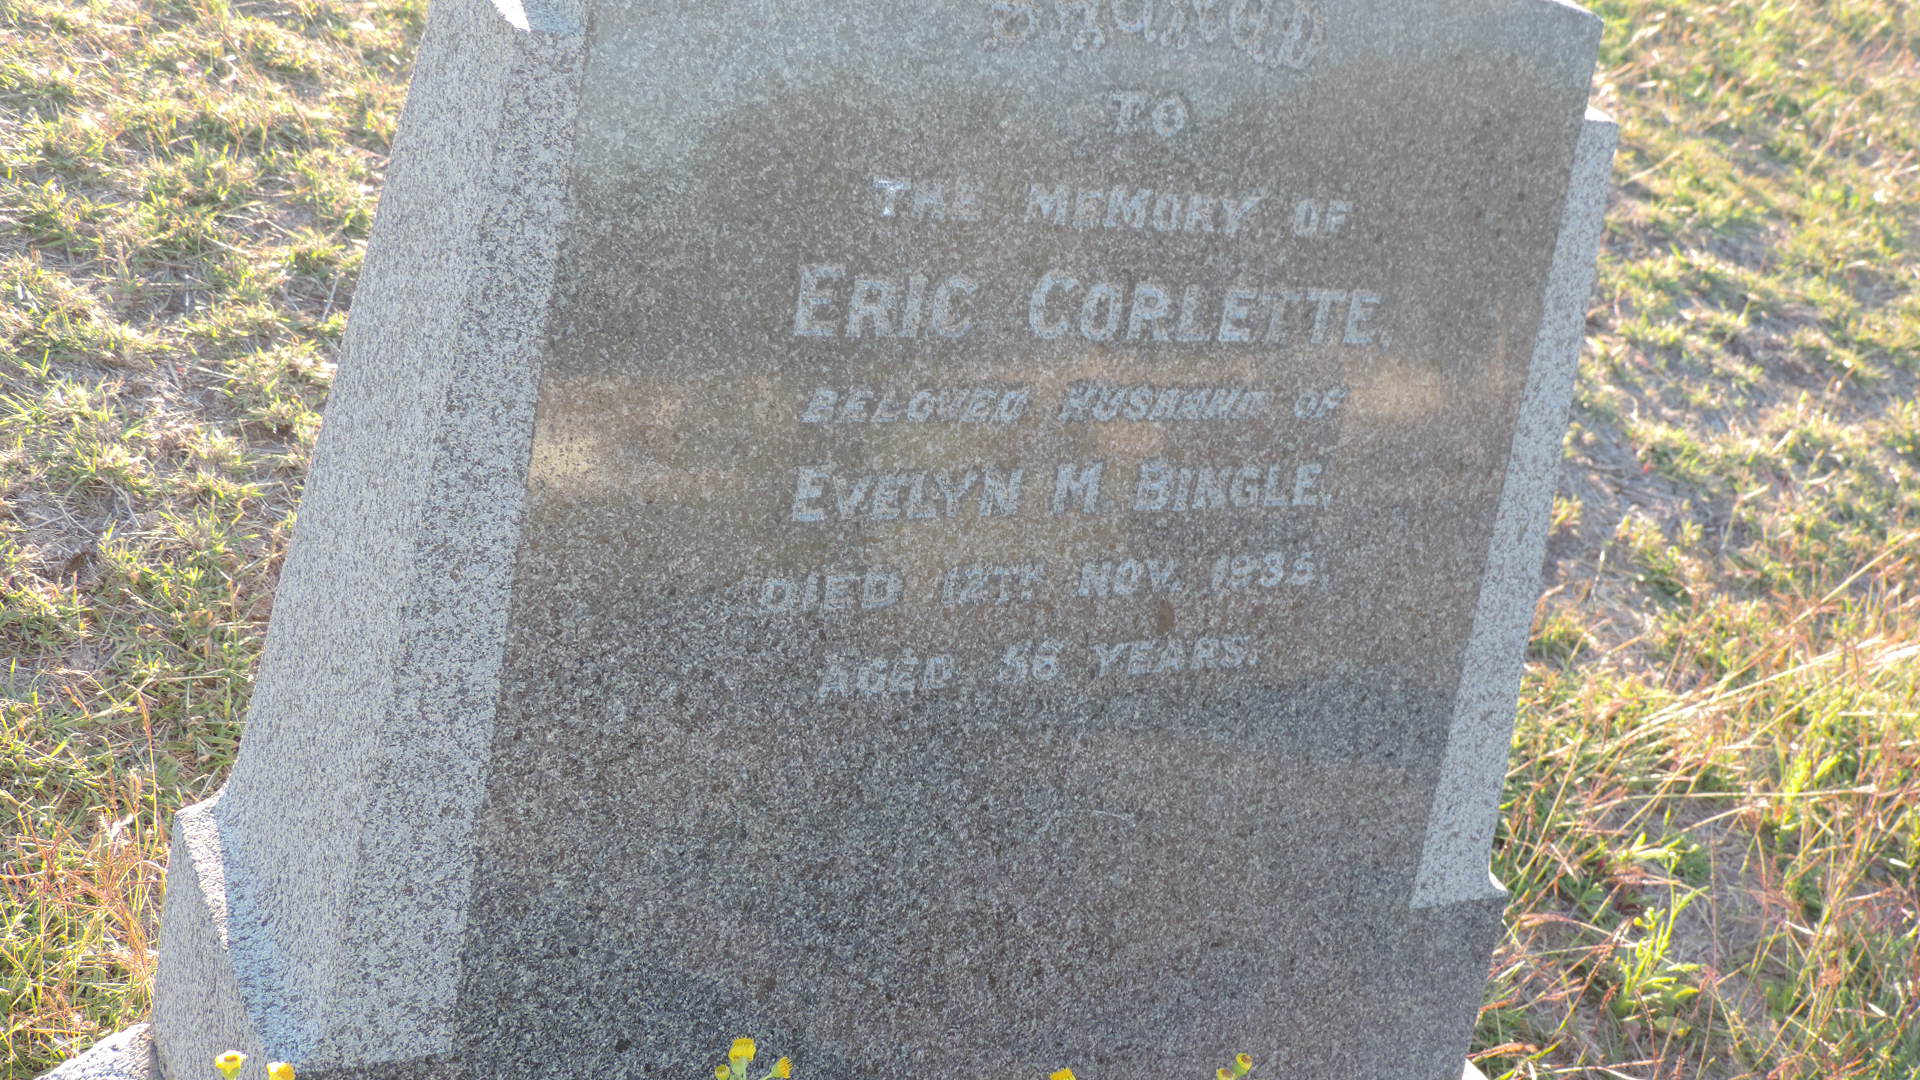 TO
THE MEMORY OF
ERIC CORLETTE,
BELOVED HUSBAND OF
EVELYN M. BINGLE,
DIED 12TH NOV. 1935,
AGED 56 YEARS.